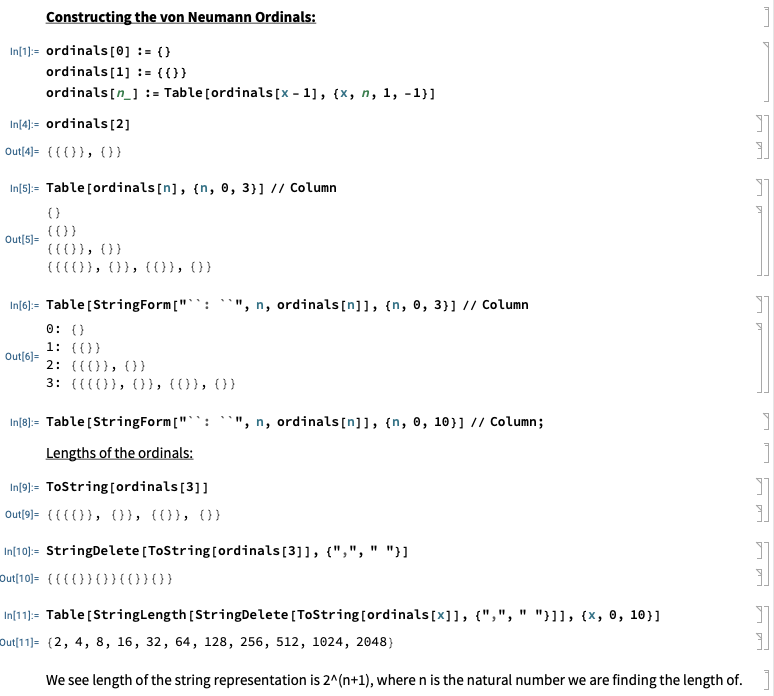 Constructing the von Neumann Ordinals:
In[1]:= ordinals[0] := {}
ordinals[1] := {{}}
ordinals[n_] := Table[ordinals[x - 1], {x, n, 1, -1}]
In[4]:= ordinals[2]
Out[4]= {{{}}, {}}
In[5]:= Table[ordinals[n], {n, 0, 3}] // Column
{}
{{}}
Out[5]= {{{}}, {}}
{{{{}}, {}}, {{}}, {}}
In[6]:= Table[StringForm["``: ``", n, ordinals[n]], {n, 0, 3}] // Column
0: {}
1: {{}}
Out[6]= 2: {{{}}, {}}
3: {{{{}}, {}}, {{}}, {}}
In[8]:= Table[StringForm["``: ``", n, ordinals[n]], {n, 0, 10}] // Column;
Lengths of the ordinals:
In[9]:= ToString[ordinals[3]]
Out[9]= {{{{}}, {}}, {{}}, {}}
In[10]:= StringDelete[ToString[ordinals[3]], {",", " "}]
Out[10]= {{{{}}{}}{{}}{}}
In[11]:= Table[StringLength[StringDelete[ToString[ordinals[x]], {",", " "}]], {x, 0, 10}]
Out[11]= {2, 4, 8, 16, 32, 64, 128, 256, 512, 1024, 2048}
We see length of the string representation is 2^(n+1), where n is the natural number we are finding the length of.